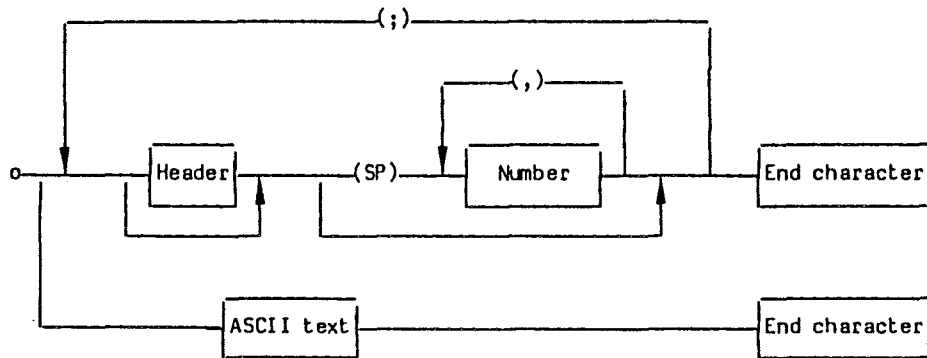 (;)
(,)
Header
(SP)
Number
End character
ASCII text
End character